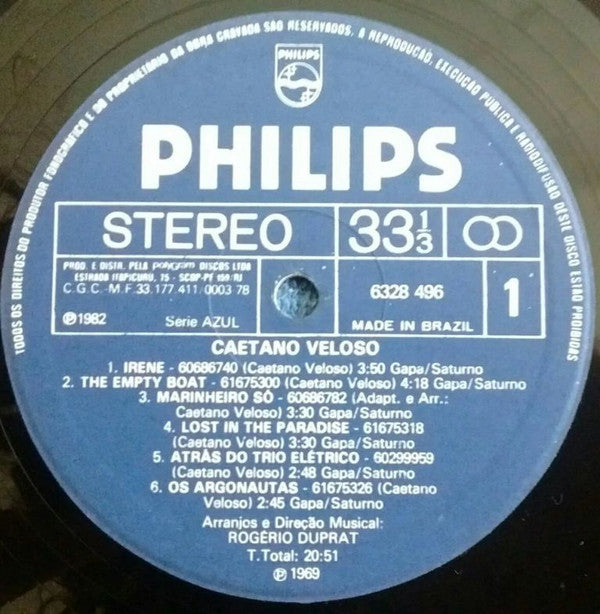 TODOS OS DIREITOS DO PRODUTOR FONOGRÁFICO E DO PROPRIETÁRIO DA OBRA GRAVADA SÃO RESERVADOS. A REPRODUÇÃO, EXECUÇÃO PÚBLICA E RADIODIFUSÃO DESTE DISCO ESTÃO PROIBIDAS
PHILIPS
PHILIPS
STEREO 33 1/3
PROD. E DISTR. PELA polygram DISCOS LTDA
ESTRADA ITAPICURU, 75 - SCDP-PF 190/RJ
C.G.C.-M.F. 33.177.411/0003 78
℗1982 Serie AZUL
6328 496
MADE IN BRAZIL
1
CAETANO VELOSO
1. IRENE - 60686740 (Caetano Veloso) 3:50 Gapa/Saturno
2. THE EMPTY BOAT - 61675300 (Caetano Veloso) 4:18 Gapa/Saturno
3. MARINHEIRO SÓ - 60686782 (Adapt. e Arr.:
Caetano Veloso) 3:30 Gapa/Saturno
4. LOST IN THE PARADISE - 61675318
(Caetano Veloso) 3:30 Gapa/Saturno
5. ATRÁS DO TRIO ELÉTRICO - 60299959
(Caetano Veloso) 2:48 Gapa/Saturno
6. OS ARGONAUTAS - 61675326 (Caetano
Veloso) 2:45 Gapa/Saturno
Arranjos e Direção Musical:
ROGÉRIO DUPRAT
T.Total: 20:51
℗ 1969